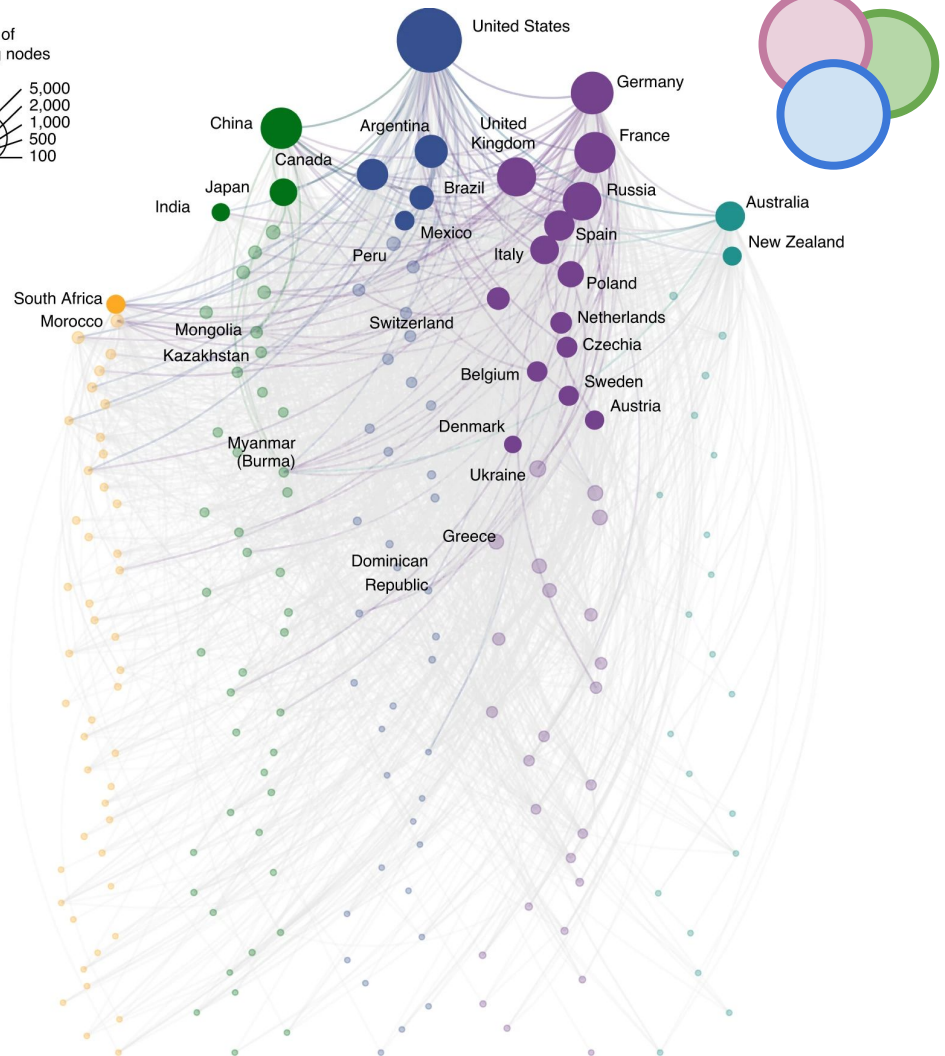 of
nodes
5,000
2,000
1,000
500
100
United States
Germany
China
Argentina
United
Kingdom
France
Canada
Japan
Brazil
Russia
India
Australia
Mexico
Spain
New Zealand
Peru
Italy
Poland
South Africa
Morocco
Mongolia
Switzerland
Netherlands
Kazakhstan
Czechia
Belgium
Sweden
Austria
Denmark
Myanmar
(Burma)
Ukraine
Greece
Dominican
Republic